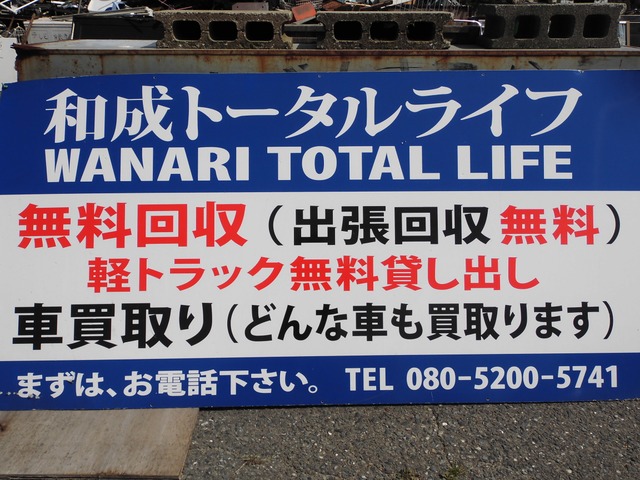 和成トータルライフ
WANARI TOTAL LIFE
無料回収（出張回収 無料）
軽トラック無料貸し出し
車買取り（どんな車も買取ります）
まずは、お電話下さい。 TEL 080-5200-5741